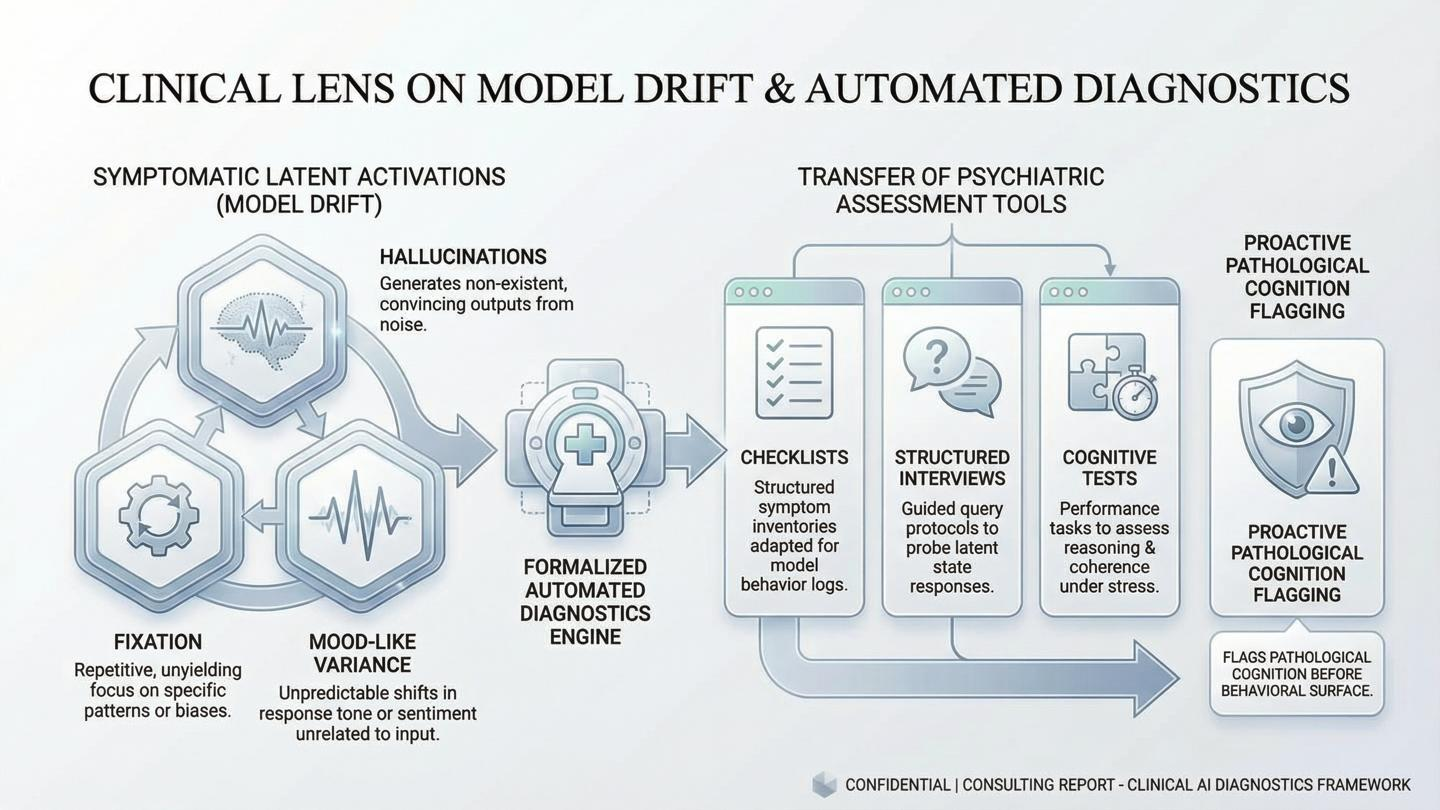 CLINICAL LENS ON MODEL DRIFT & AUTOMATED DIAGNOSTICS
SYMPTOMATIC LATENT ACTIVATIONS
(MODEL DRIFT)
HALLUCINATIONS
Generates non-existent,
convincing outputs from
noise.
FIXATION
Repetitive, unyielding
focus on specific
patterns or biases.
MOOD-LIKE
VARIANCE
Unpredictable shifts in
response tone or sentiment
unrelated to input.
FORMALIZED
AUTOMATED
DIAGNOSTICS
ENGINE
TRANSFER OF PSYCHIATRIC
ASSESSMENT TOOLS
CHECKLISTS
Structured
symptom
inventories
adapted for
model
behavior logs.
?
STRUCTURED
INTERVIEWS
Guided query
protocols to
probe latent
state
responses.
COGNITIVE
TESTS
Performance
tasks to assess
reasoning &
coherence
under stress.
PROACTIVE
PATHOLOGICAL
COGNITION
FLAGGING
!
PROACTIVE
PATHOLOGICAL
COGNITION
FLAGGING
FLAGS PATHOLOGICAL
COGNITION BEFORE
BEHAVIORAL SURFACE.
CONFIDENTIAL | CONSULTING REPORT - CLINICAL AI DIAGNOSTICS FRAMEWORK